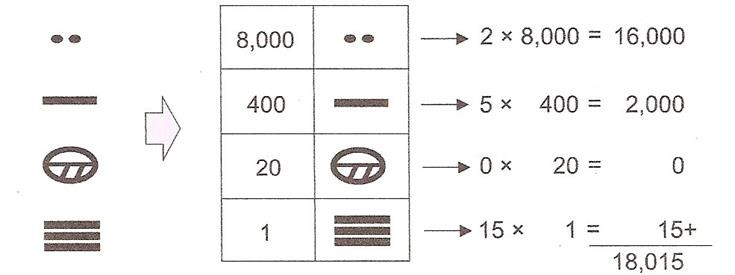 8,000 2 × 8,000 = 16,000
400 5 × 400 = 2,000
20 0 × 20 = 0
1 15 × 1 = 15+
18,015